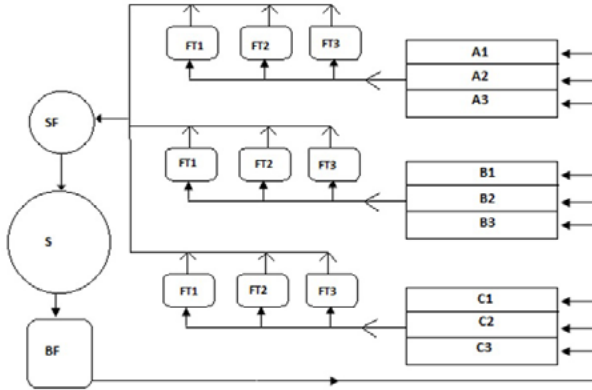 FT1 FT2 FT3
A1
A2
A3
SF
FT1 FT2 FT3
B1
B2
B3
S
FT1 FT2 FT3
C1
C2
C3
BF